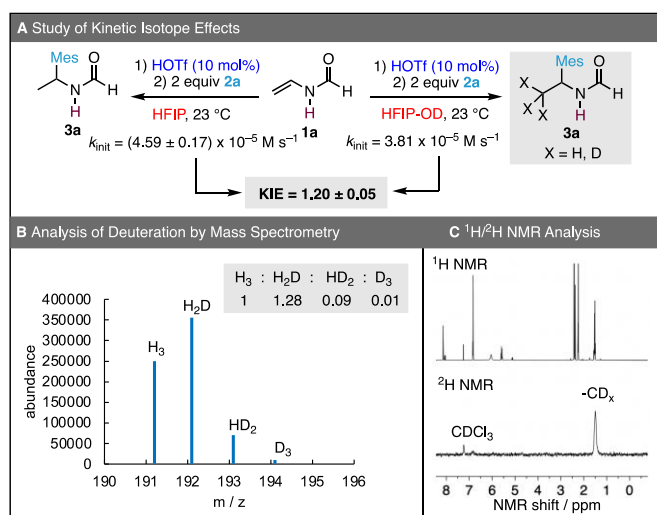 A Study of Kinetic Isotope Effects
Mes
O
N
H
H
3a
1) HOTf (10 mol%)
2) 2 equiv 2a
HFIP, 23 °C
k_init = (4.59 ± 0.17) × 10⁻⁵ M s⁻¹
O
N
H
H
1a
1) HOTf (10 mol%)
2) 2 equiv 2a
HFIP-OD, 23 °C
k_init = 3.81 × 10⁻⁵ M s⁻¹
Mes
O
X
X
X
N
H
H
3a
X = H, D
KIE = 1.20 ± 0.05
B Analysis of Deuteration by Mass Spectrometry
H₃ : H₂D : HD₂ : D₃
1 1.28 0.09 0.01
abundance
400000
350000
300000
250000
200000
150000
100000
50000
0
H₃
H₂D
HD₂
D₃
190 191 192 193 194 195 196
m / z
C ¹H/²H NMR Analysis
¹H NMR
²H NMR
CDCl₃
-CDₓ
8 7 6 5 4 3 2 1 0
NMR shift / ppm